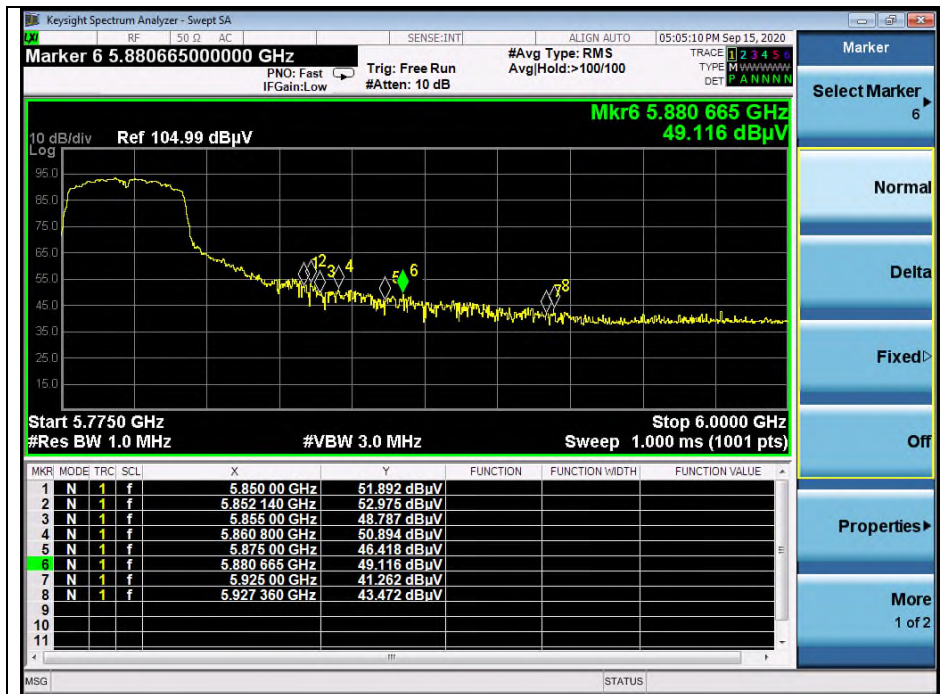 Keysight Spectrum Analyzer - Swept SA
LXI RF 50 Ω AC SENSE:INT ALIGN AUTO 05:05:10 PM Sep 15, 2020
Marker 6 5.880665000000 GHz
PNO: Fast
IFGain:Low
Trig: Free Run
#Atten: 10 dB
#Avg Type: RMS
Avg|Hold:>100/100
TRACE 1 2 3 4 5 6
TYPE M W W W W W
DET P A N N N N
Mkr6 5.880 665 GHz
49.116 dBµV
10 dB/div Ref 104.99 dBµV
Log
95.0
85.0
75.0
65.0
55.0
45.0
35.0
25.0
15.0
1 2 3 4 5 6 7 8
Start 5.7750 GHz Stop 6.0000 GHz
#Res BW 1.0 MHz #VBW 3.0 MHz Sweep 1.000 ms (1001 pts)
MKR MODE TRC SCL X Y FUNCTION FUNCTION WIDTH FUNCTION VALUE
1 N 1 f 5.850 00 GHz 51.892 dBµV
2 N 1 f 5.852 140 GHz 52.975 dBµV
3 N 1 f 5.855 00 GHz 48.787 dBµV
4 N 1 f 5.860 800 GHz 50.894 dBµV
5 N 1 f 5.875 00 GHz 46.418 dBµV
6 N 1 f 5.880 665 GHz 49.116 dBµV
7 N 1 f 5.925 00 GHz 41.262 dBµV
8 N 1 f 5.927 360 GHz 43.472 dBµV
9
10
11
MSG STATUS
Marker
Select Marker
6
Normal
Delta
Fixed
Off
Properties
More
1 of 2